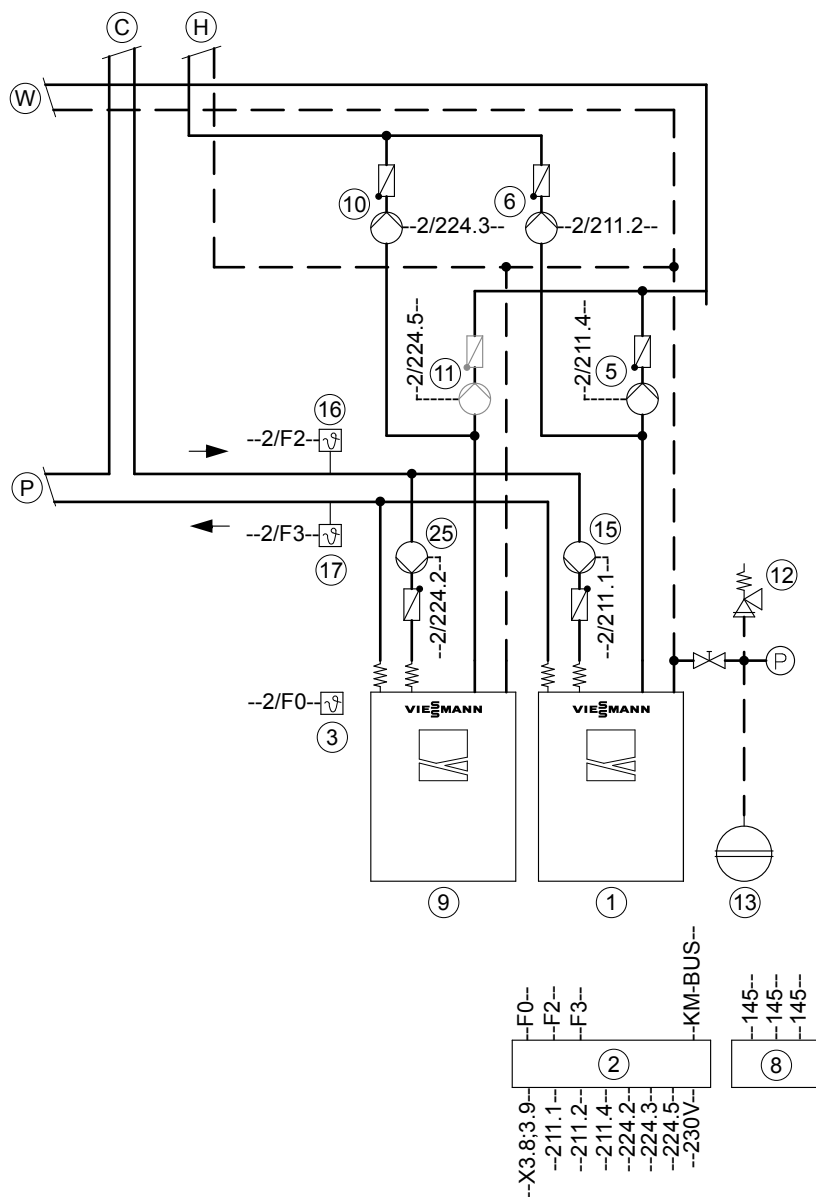 C
H
W
10
--2/224.3--
6
--2/211.2--
--2/224.5--
11
--2/211.4--
5
16
--2/F2--
P
--2/F3--
17
25
--2/224.2--
15
--2/211.1--
12
P
--2/F0--
3
VIESSMANN
VIESSMANN
9
1
13
--F0--
--F2--
--F3--
--KM-BUS--
--145--
--145--
--145--
2
8
--X3.8;3.9
--211.1--
--211.2--
--211.4--
--224.2--
--224.3--
--224.5--
--230V--